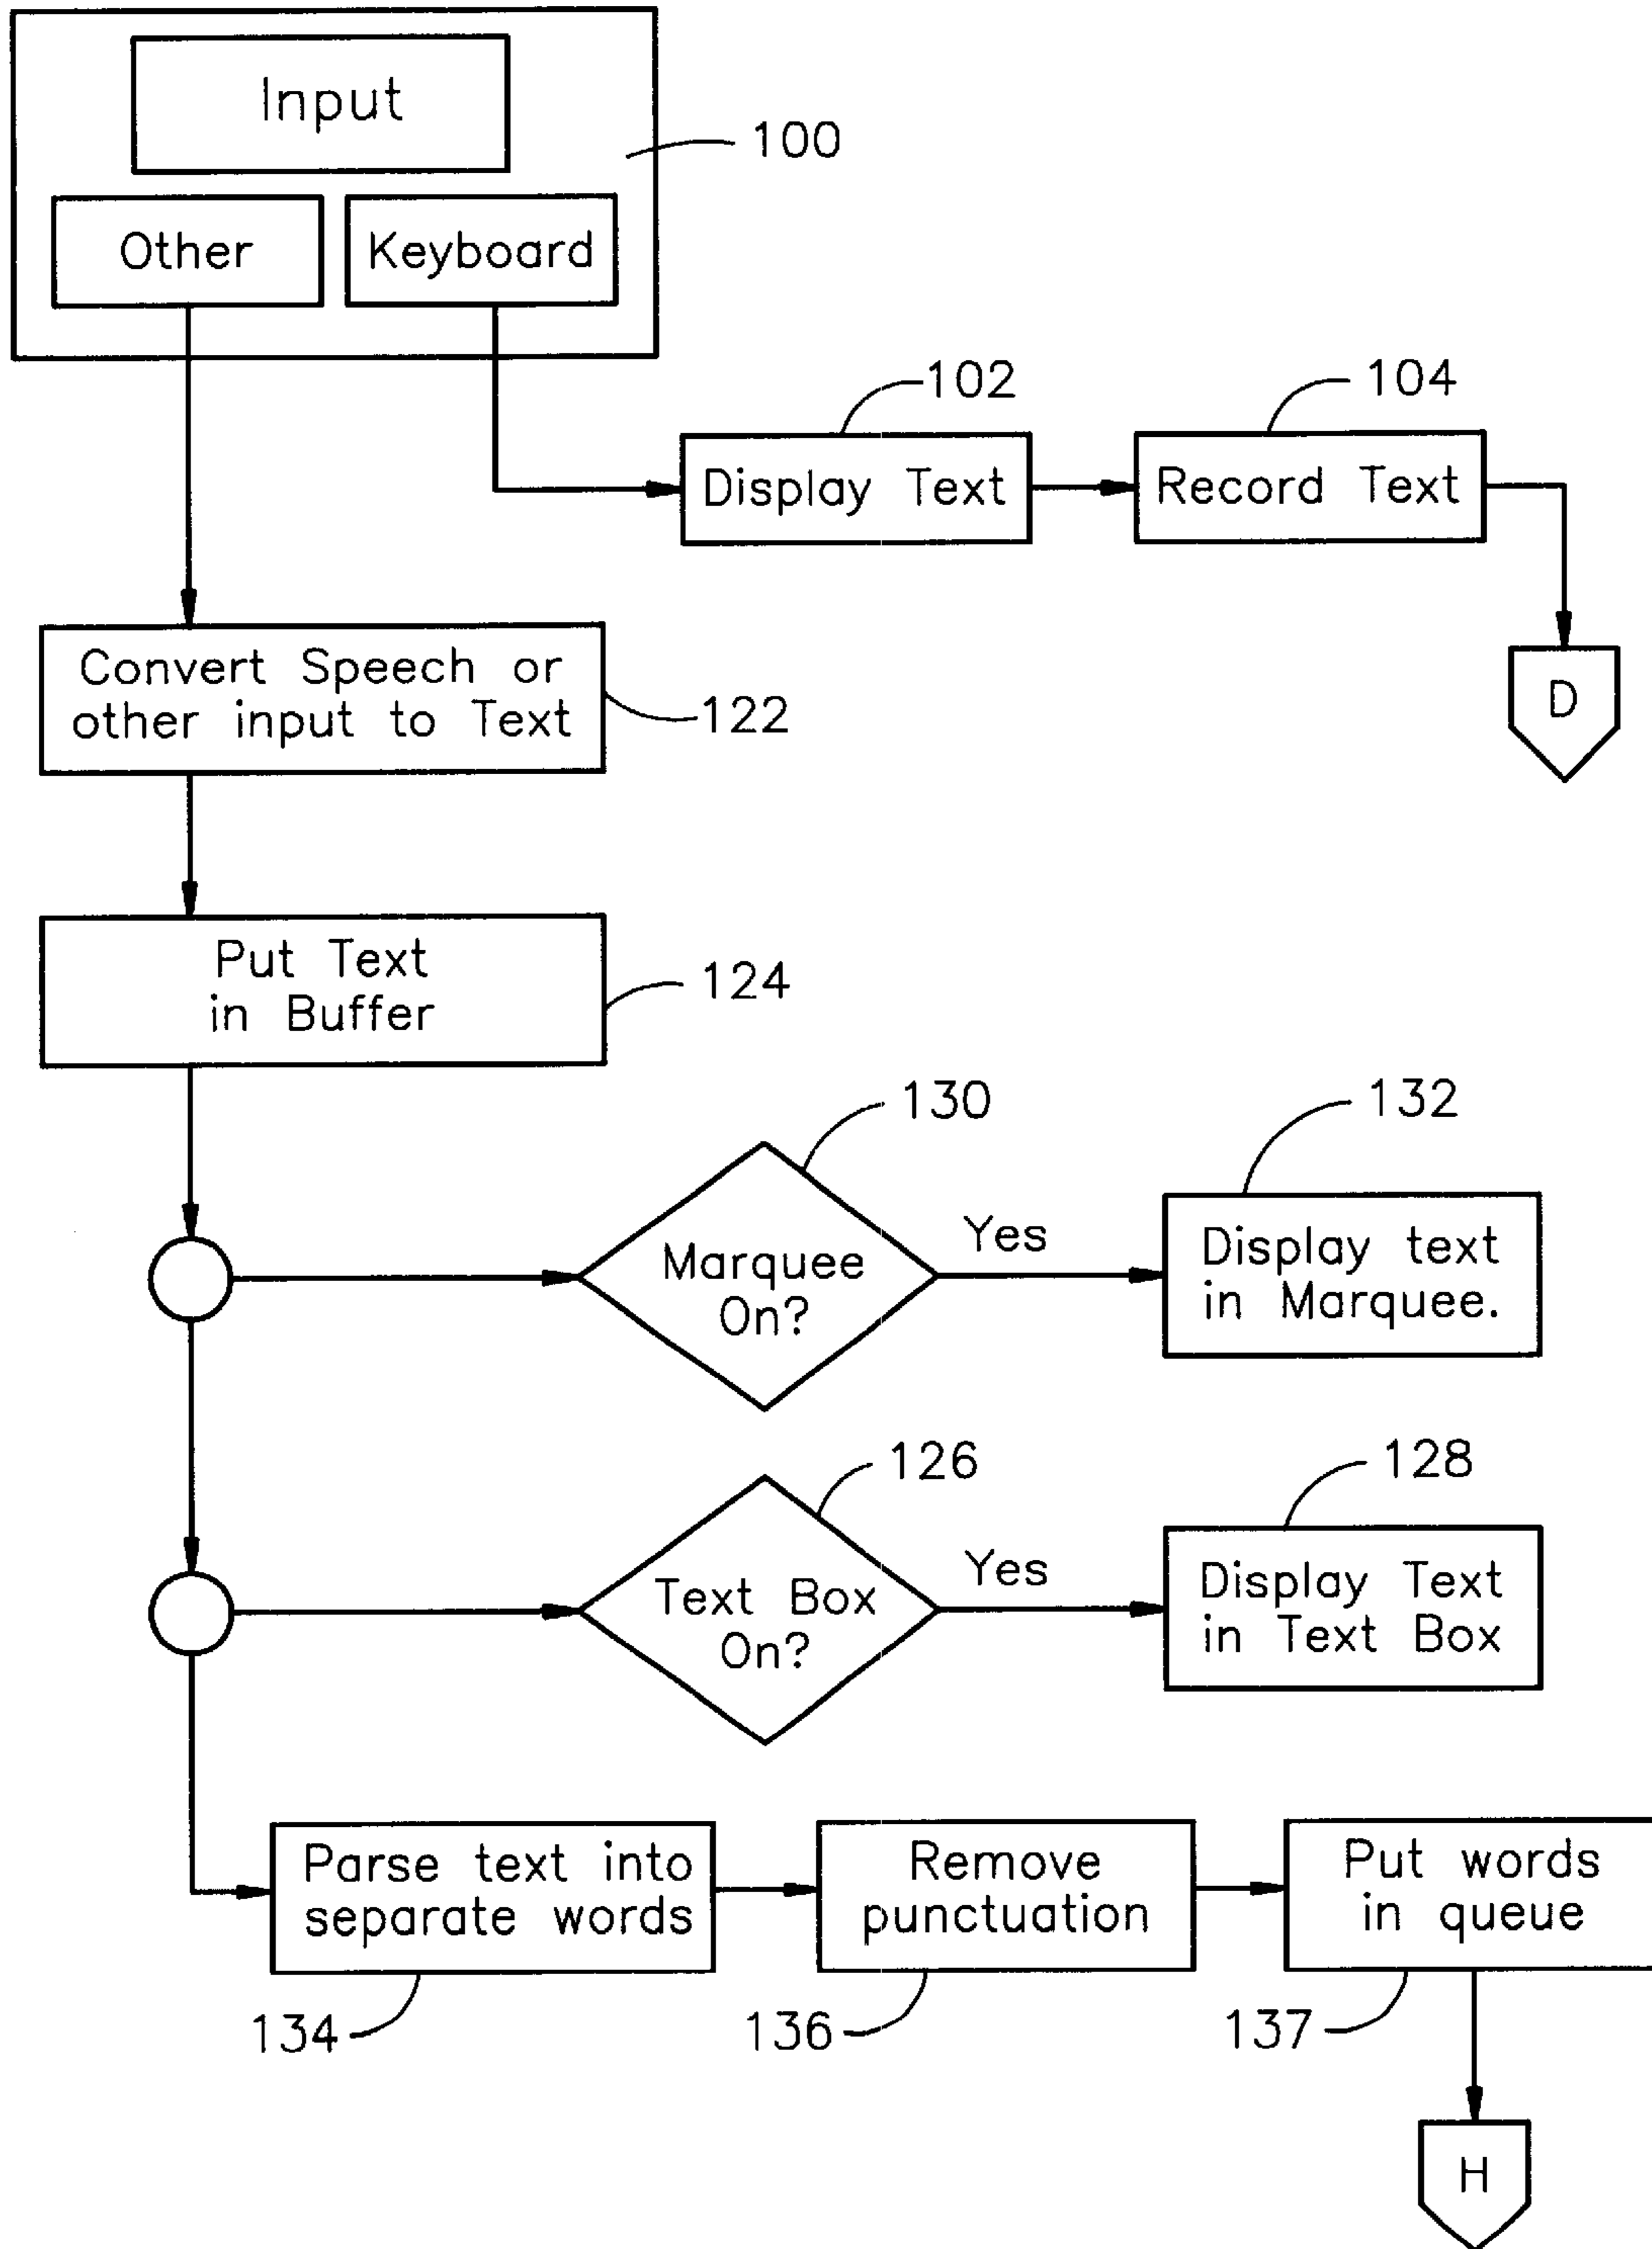 Input
100
Other
Keyboard
102
104
Display Text
Record Text
Convert Speech or
other input to Text
122
D
Put Text
in Buffer
124
130
132
Marquee
On?
Yes
Display text
in Marquee.
126
128
Text Box
On?
Yes
Display Text
in Text Box
Parse text into
separate words
Remove
punctuation
Put words
in queue
134
136
137
H